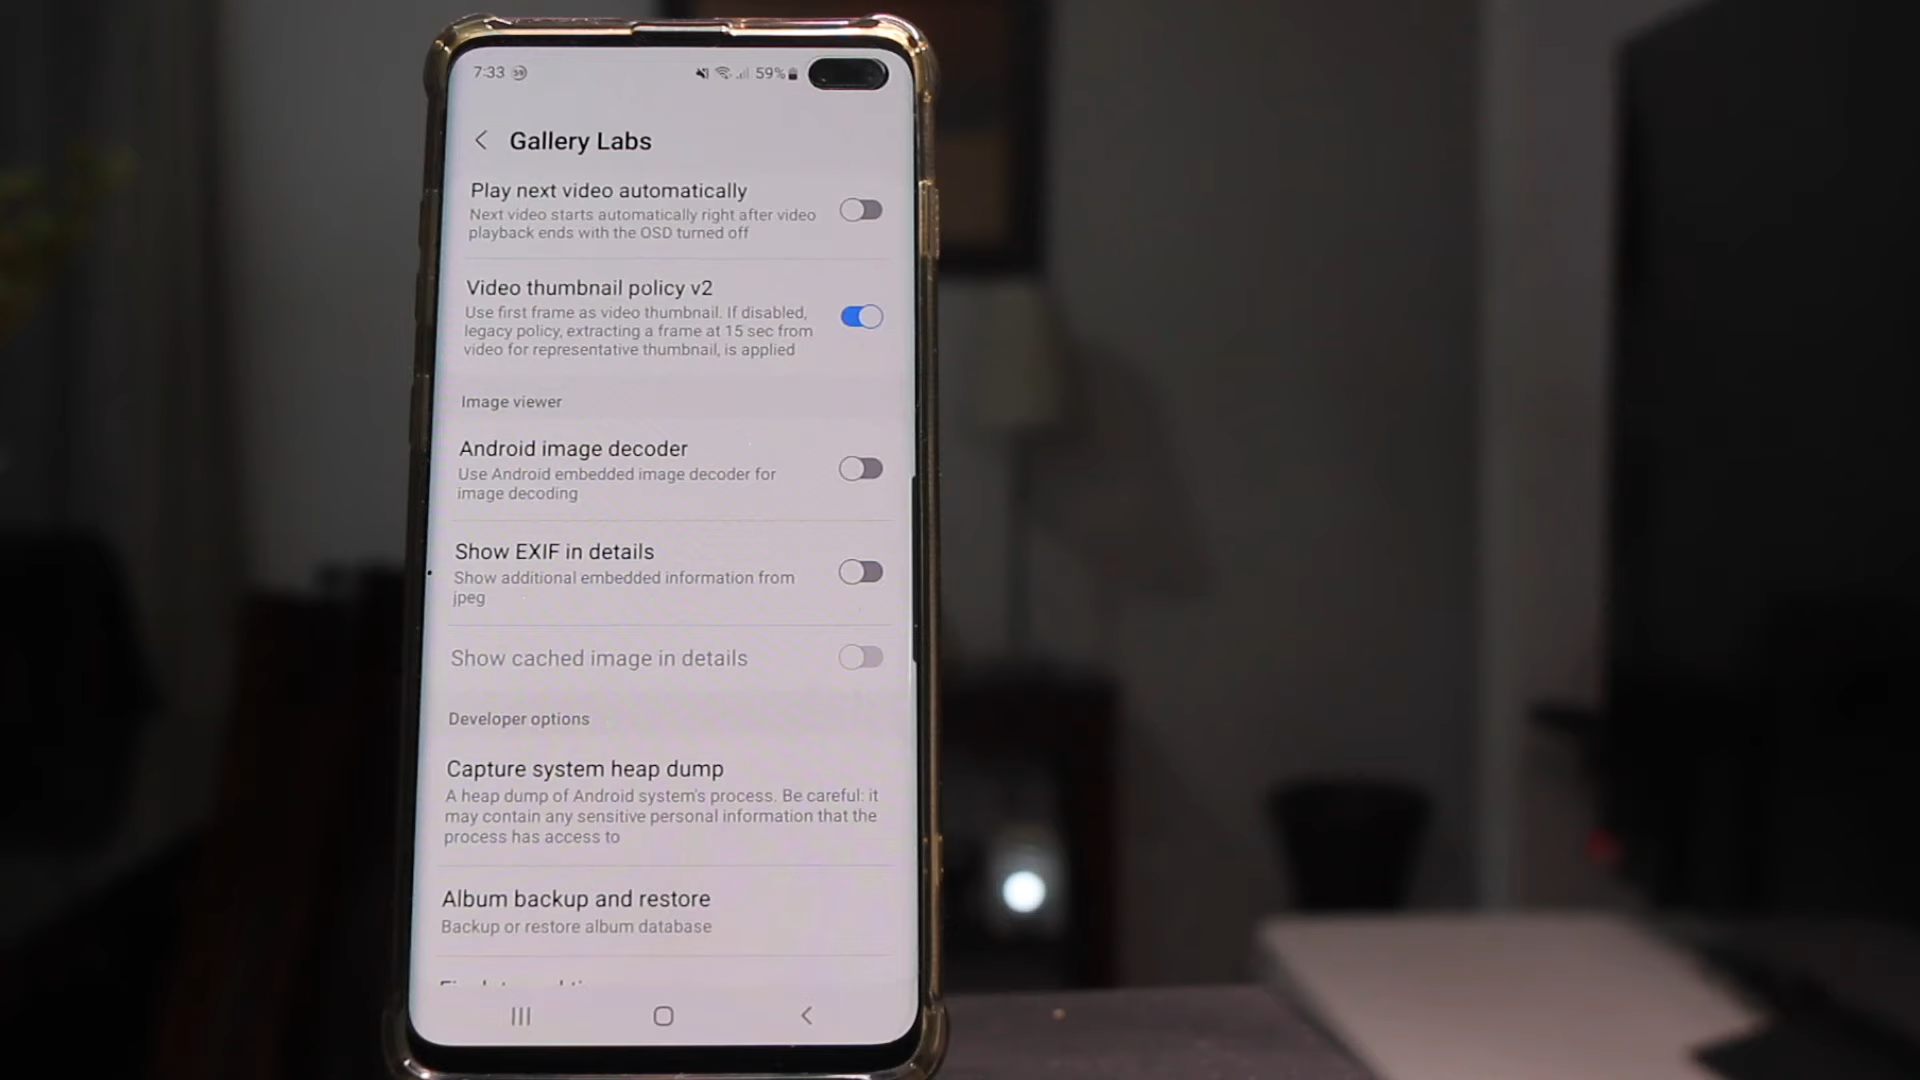 7:33 59 59%
Gallery Labs
Play next video automatically
Next video starts automatically right after video
playback ends with the OSD turned off
Video thumbnail policy v2
Use first frame as video thumbnail. If disabled,
legacy policy, extracting a frame at 15 sec from
video for representative thumbnail, is applied
Image viewer
Android image decoder
Use Android embedded image decoder for
image decoding
Show EXIF in details
Show additional embedded information from
jpeg
Show cached image in details
Developer options
Capture system heap dump
A heap dump of Android system's process. Be careful: it
may contain any sensitive personal information that the
process has access to
Album backup and restore
Backup or restore album database